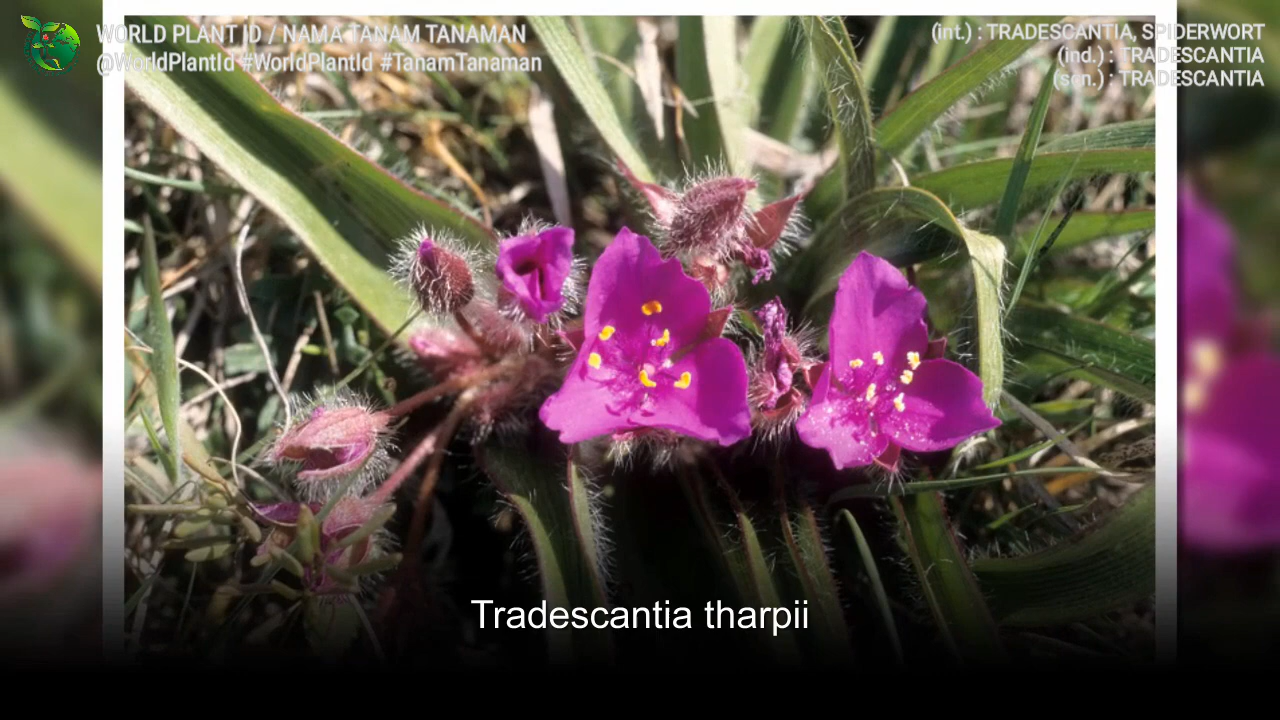 WORLD PLANT ID / NAMA TANAM TANAMAN
@WorldPlantId #WorldPlantId #TanamTanaman
(int.) : TRADESCANTIA, SPIDERWORT
(ind.) : TRADESCANTIA
(scn.) : TRADESCANTIA
Tradescantia tharpii